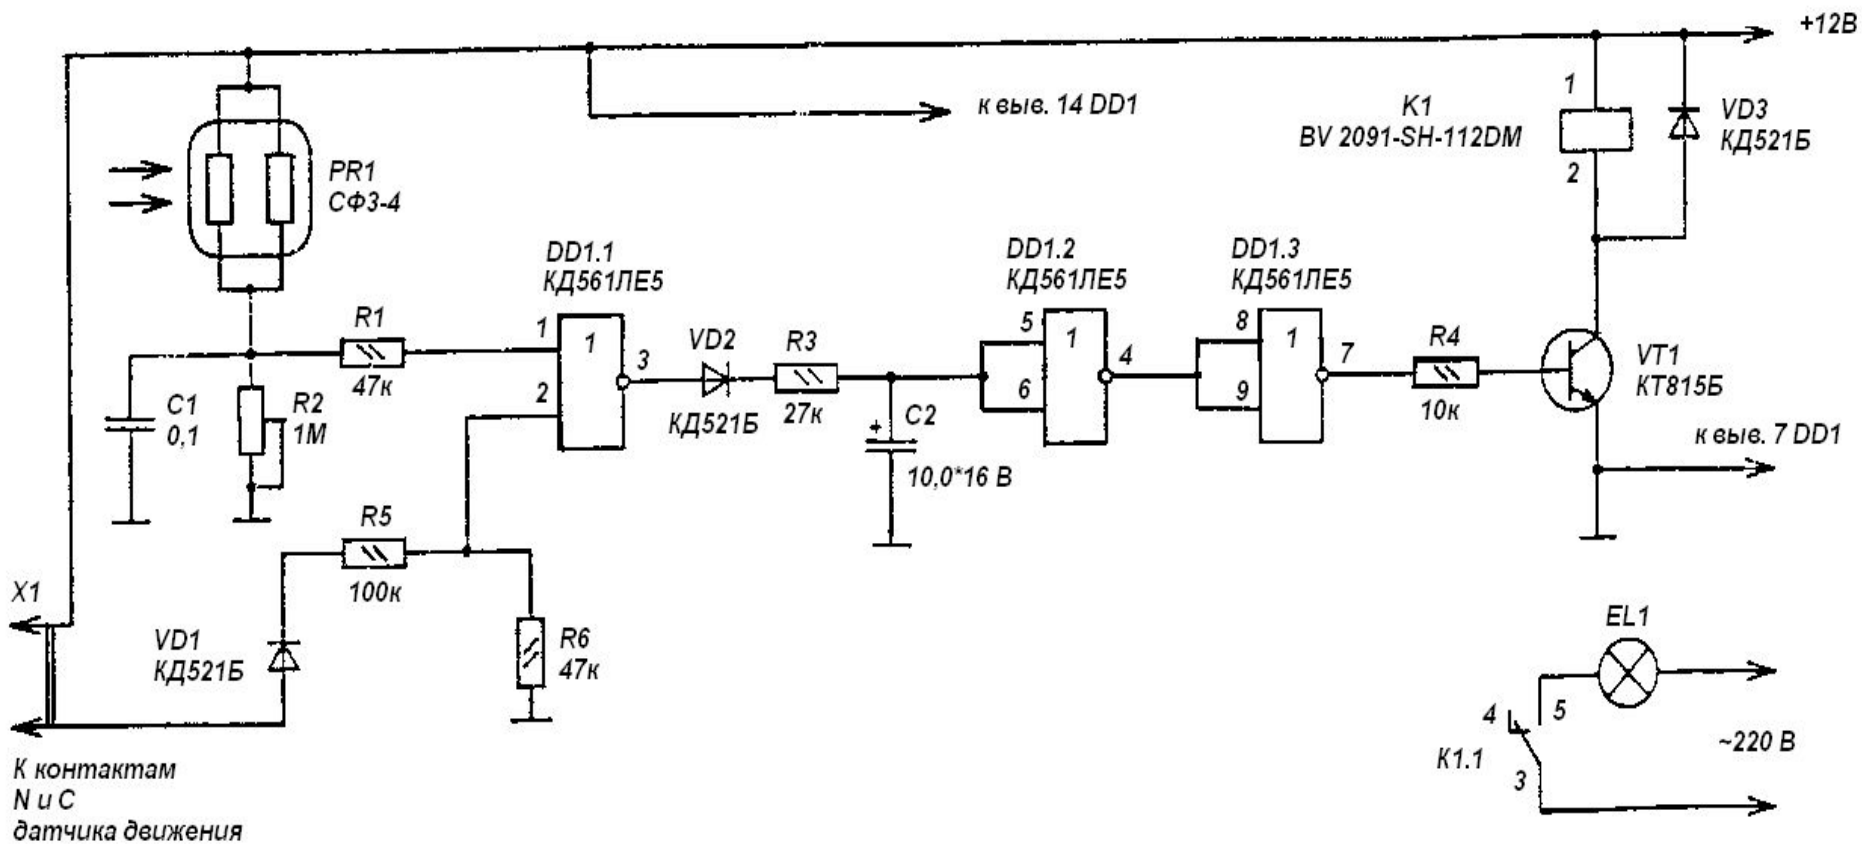 +12В
к выв. 14 DD1
K1
BV 2091-SH-112DM
1
2
VD3
КД521Б
PR1
СФ3-4
DD1.1
КД561ЛЕ5
1
2
1
3
R1
47к
C1
0,1
R2
1М
VD2
КД521Б
R3
27к
C2
+
10,0*16 В
DD1.2
КД561ЛЕ5
5
6
1
4
DD1.3
КД561ЛЕ5
8
9
1
7
R4
10к
VT1
КТ815Б
к выв. 7 DD1
R5
100к
X1
VD1
КД521Б
R6
47к
К контактам
N и C
датчика движения
EL1
4
5
К1.1
3
~220 В